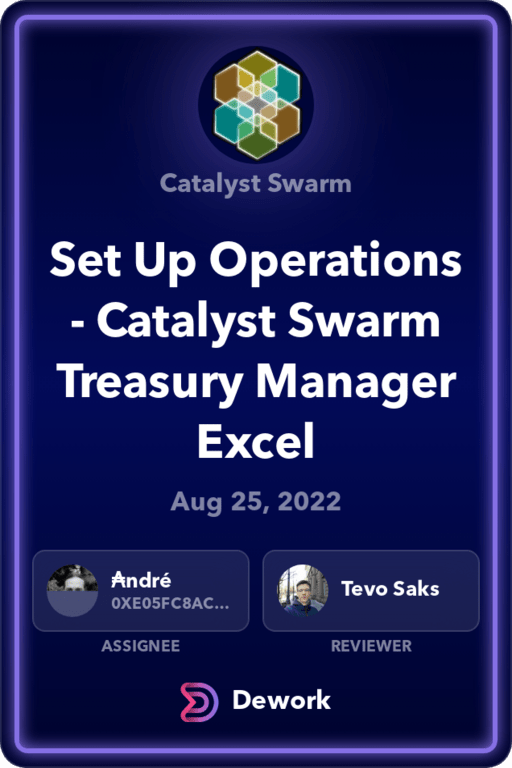 Catalyst Swarm
Set Up Operations
- Catalyst Swarm
Treasury Manager
Excel
Aug 25, 2022
₳ndré
0XE05FC8AC...
ASSIGNEE
Tevo Saks
REVIEWER
Dework